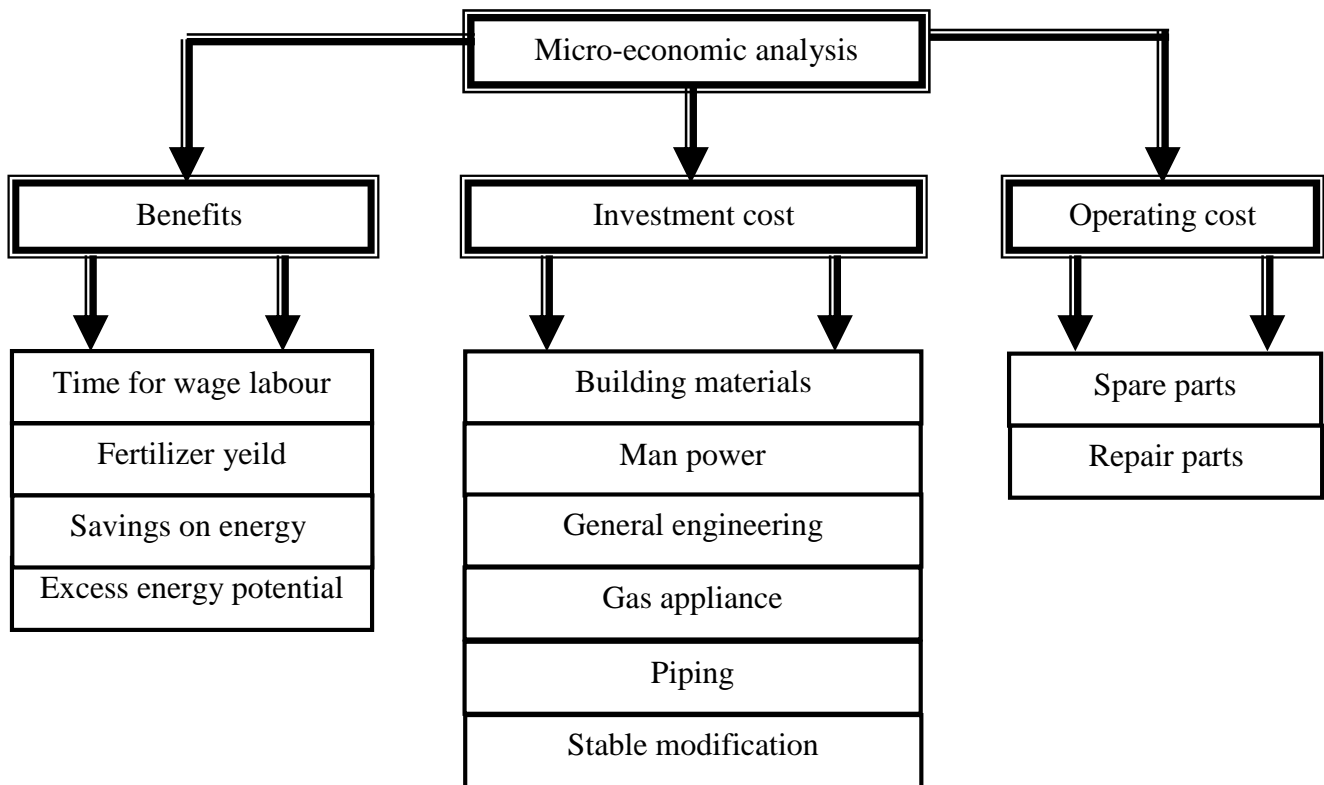 Micro-economic analysis
Benefits
Investment cost
Operating cost
Time for wage labour
Fertilizer yeild
Savings on energy
Excess energy potential
Building materials
Man power
General engineering
Gas appliance
Piping
Stable modification
Spare parts
Repair parts